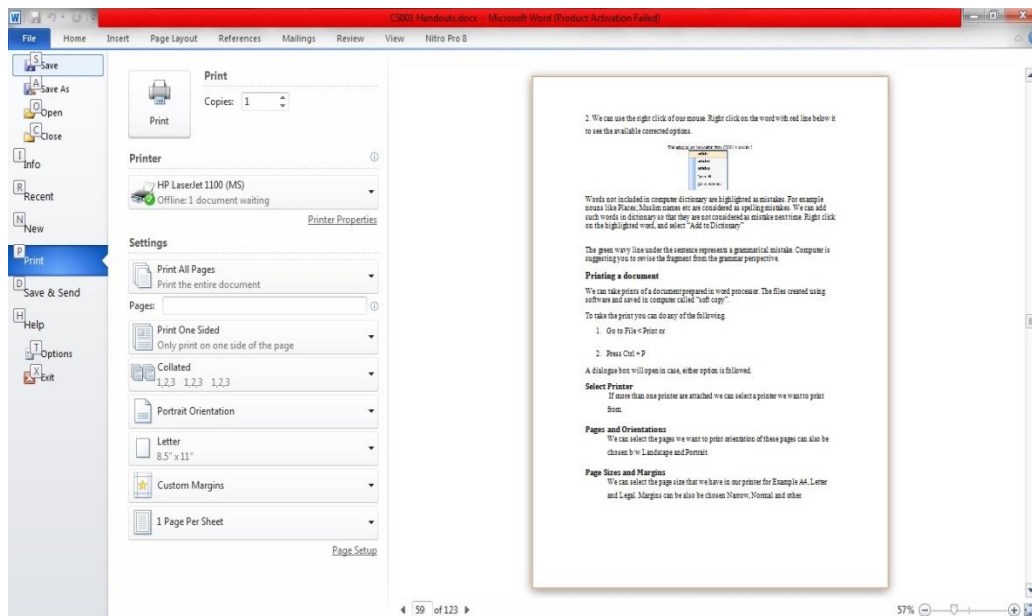 CS001 Handouts.docx - Microsoft Word (Product Activation Failed)
File Home Insert Page Layout References Mailings Review View Nitro Pro 8
S Save
A Save As
O Open
C Close
I Info
R Recent
N New
P Print
D Save & Send
H Help
T Options
X Exit
Print
Print
Copies: 1
Printer
HP LaserJet 1100 (MS)
Offline: 1 document waiting
Printer Properties
Settings
Print All Pages
Print the entire document
Pages:
Print One Sided
Only print on one side of the page
Collated
1,2,3 1,2,3 1,2,3
Portrait Orientation
Letter
8.5" x 11"
Custom Margins
1 Page Per Sheet
Page Setup
2. We can use the right click of our mouse. Right click on the word with red line below it
to see the available corrected options.
Words not included in computer dictionary are highlighted as mistakes. For example
nouns like Places; Muslim names etc are considered as spelling mistakes. We can add
such words in dictionary so that they are not considered as mistake next time. Right click
on the highlighted word, and select "Add to Dictionary"
The green wavy line under the sentence represents a grammatical mistake. Computer is
suggesting you to revise the fragment from the grammar perspective.
Printing a document
We can take prints of a document prepared in word processor. The files created using
software and saved in computer called "soft copy".
To take the print you can do any of the following
1. Go to File < Print or
2. Press Ctrl + P
A dialogue box will open in case, either option is followed.
Select Printer
If more than one printer are attached we can select a printer we want to print
from.
Pages and Orientations
We can select the pages we want to print orientation of these pages can also be
chosen b/w Landscape and Portrait.
Page Sizes and Margins
We can select the page size that we have in our printer for Example A4, Letter
and Legal. Margins can be also be chosen Narrow, Normal and other.
59 of 123
57%